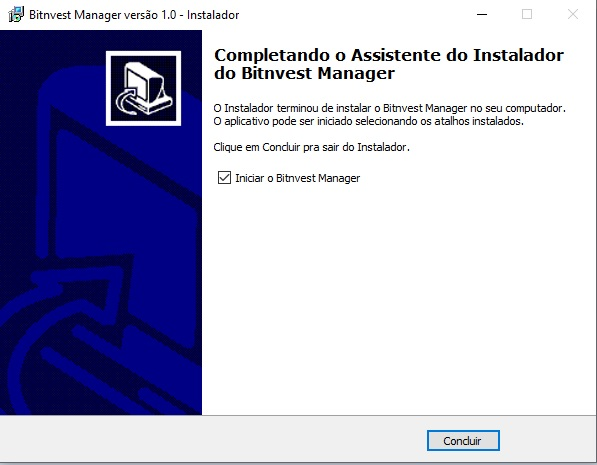 Bitnvest Manager versão 1.0 - Instalador
Completando o Assistente do Instalador
do Bitnvest Manager
O Instalador terminou de instalar o Bitnvest Manager no seu computador.
O aplicativo pode ser iniciado selecionando os atalhos instalados.
Clique em Concluir pra sair do Instalador.
Iniciar o Bitnvest Manager
Concluir